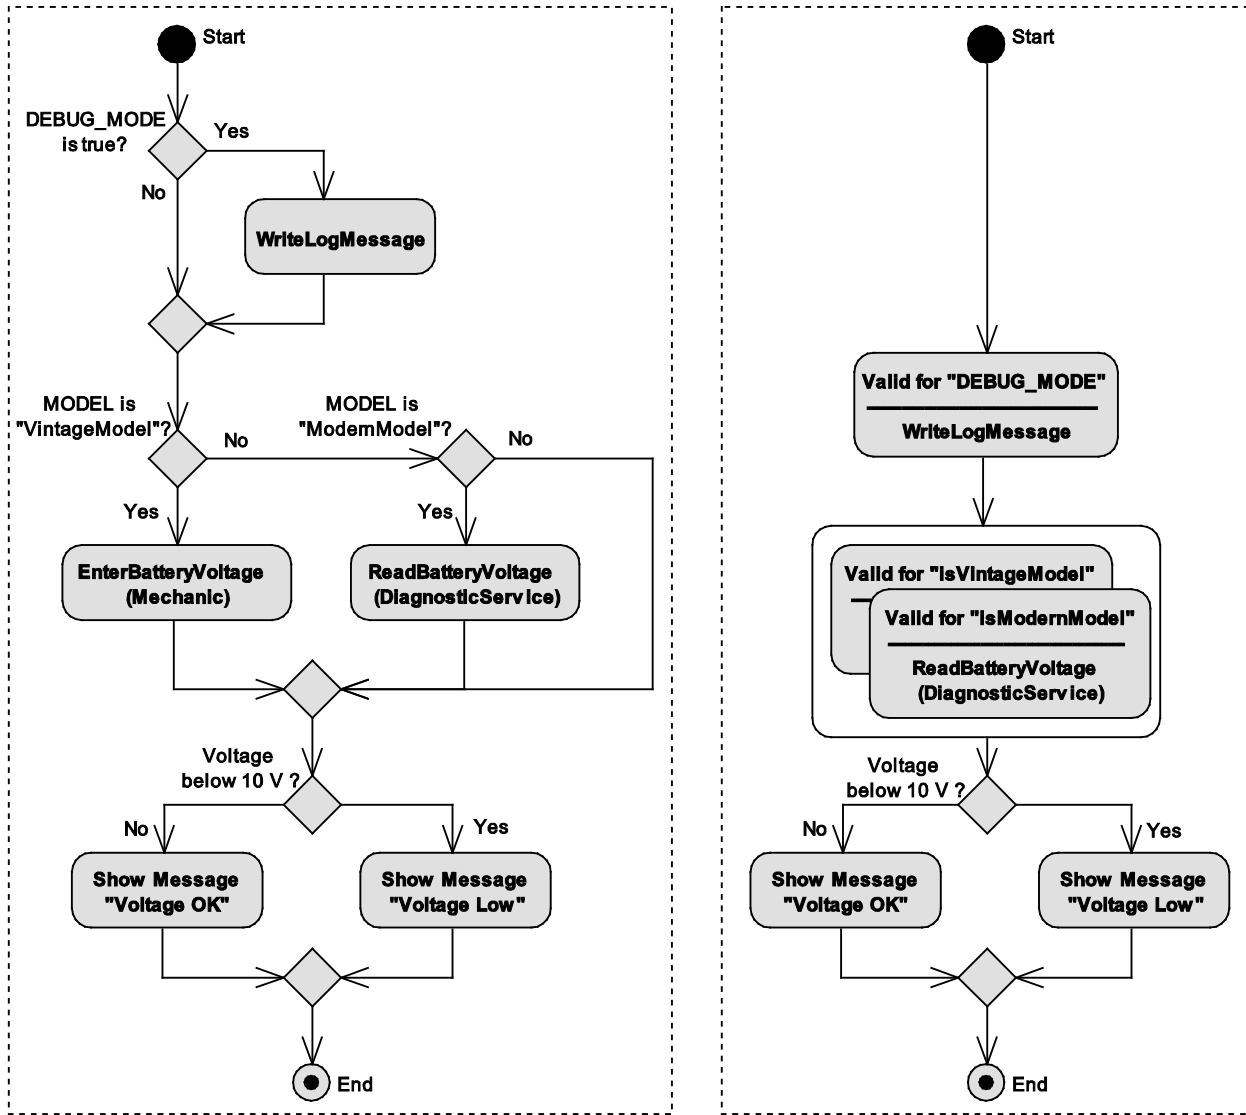 Start
DEBUG_MODE
is true?
Yes
No
WriteLogMessage
MODEL is
"VintageModel"?
No
MODEL is
"ModernModel"?
No
Yes
Yes
EnterBatteryVoltage
(Mechanic)
ReadBatteryVoltage
(DiagnosticService)
Voltage
below 10 V ?
No
Yes
Show Message
"Voltage OK"
Show Message
"Voltage Low"
End
Start
Valid for "DEBUG_MODE"
WriteLogMessage
Valid for "IsVintageModel"
Valid for "IsModernModel"
ReadBatteryVoltage
(DiagnosticService)
Voltage
below 10 V ?
No
Yes
Show Message
"Voltage OK"
Show Message
"Voltage Low"
End